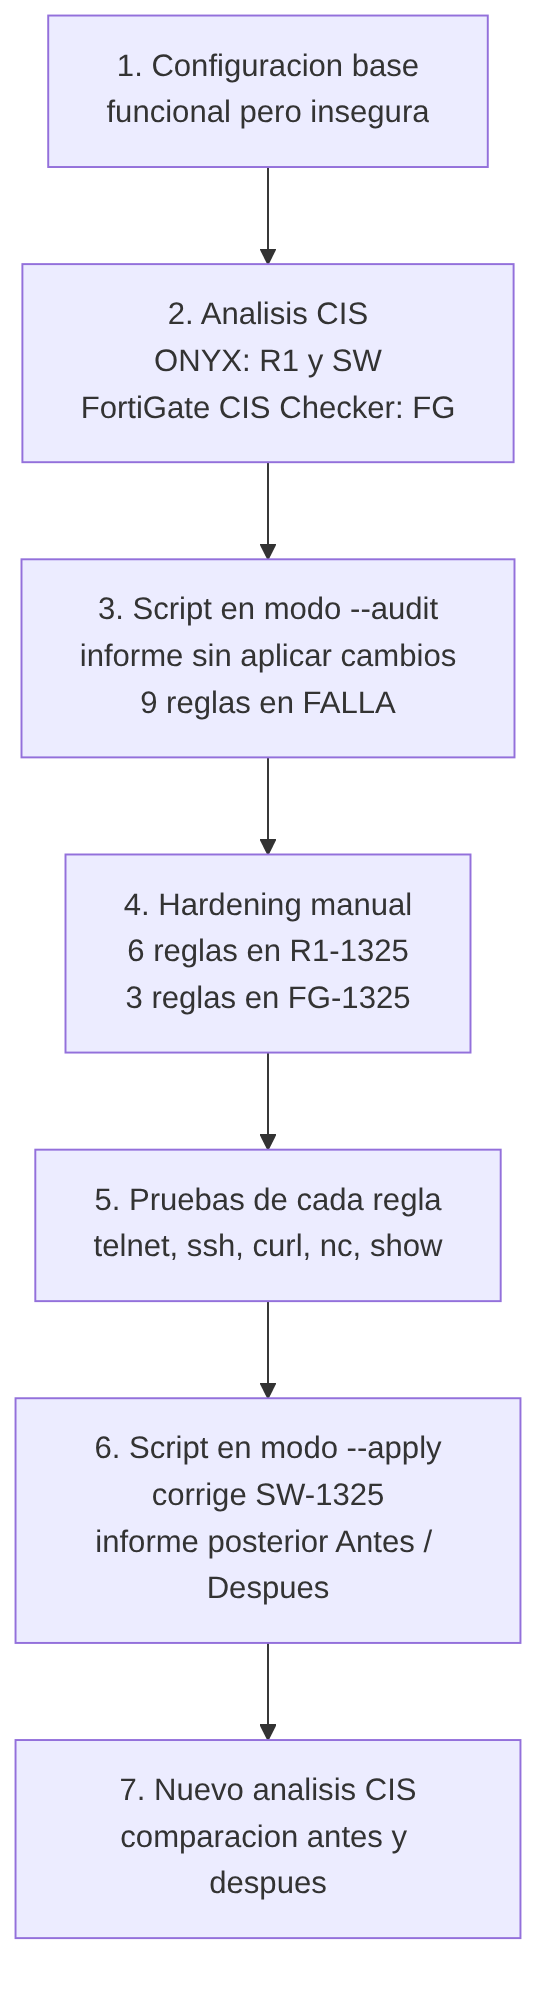 1. Configuracion base
funcional pero insegura
2. Analisis CIS
ONYX: R1 y SW
FortiGate CIS Checker: FG
3. Script en modo --audit
informe sin aplicar cambios
9 reglas en FALLA
4. Hardening manual
6 reglas en R1-1325
3 reglas en FG-1325
5. Pruebas de cada regla
telnet, ssh, curl, nc, show
6. Script en modo --apply
corrige SW-1325
informe posterior Antes /
Despues
7. Nuevo analisis CIS
comparacion antes y
despues